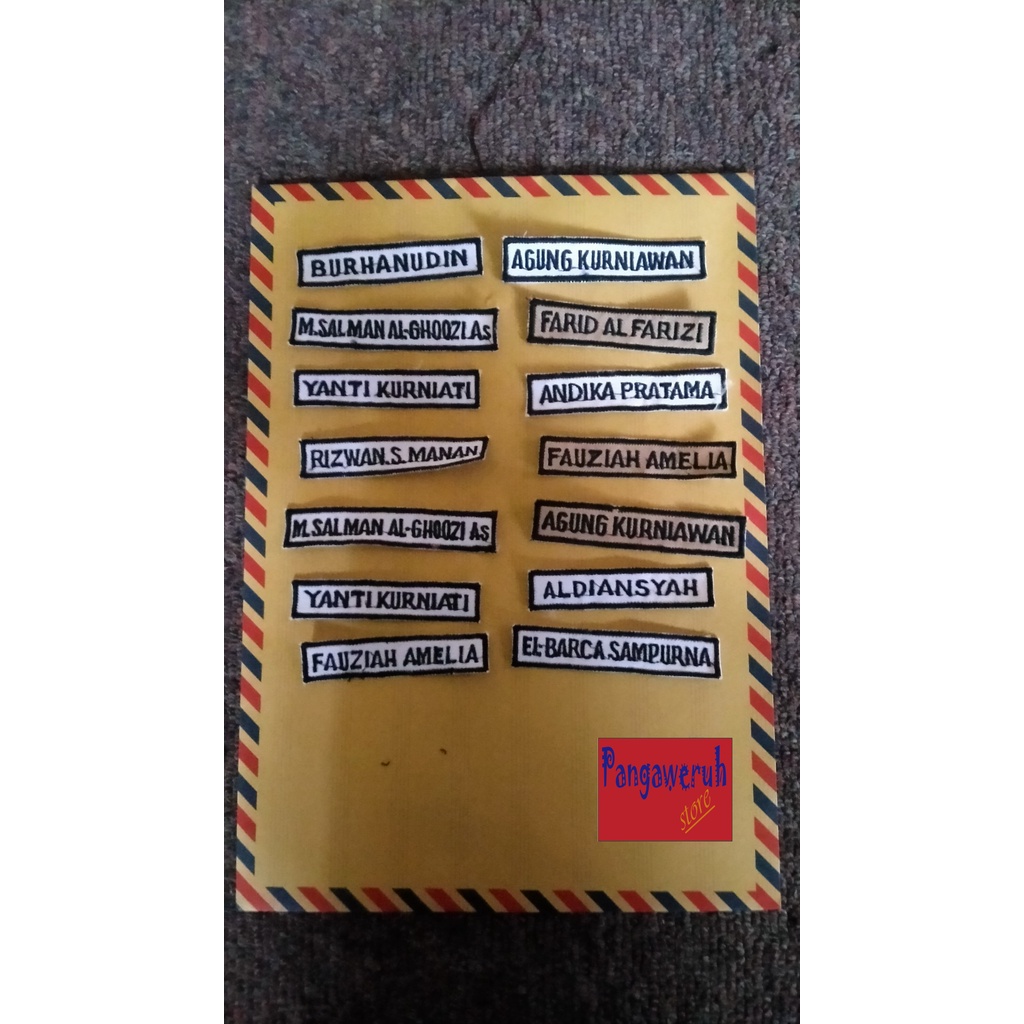 BURHANUDIN
AGUNG KURNIAWAN
M.SALMAN AL-GHOOZI.As
FARID AL FARIZI
YANTI KURNIATI
ANDIKA PRATAMA
RIZWAN.S.MANAN
FAUZIAH AMELIA
M.SALMAN AL-GHOOZI As
AGUNG KURNIAWAN
YANTI KURNIATI
ALDIANSYAH
FAUZIAH AMELIA
EL-BARCA SAMPURNA
Pangaweruh
store